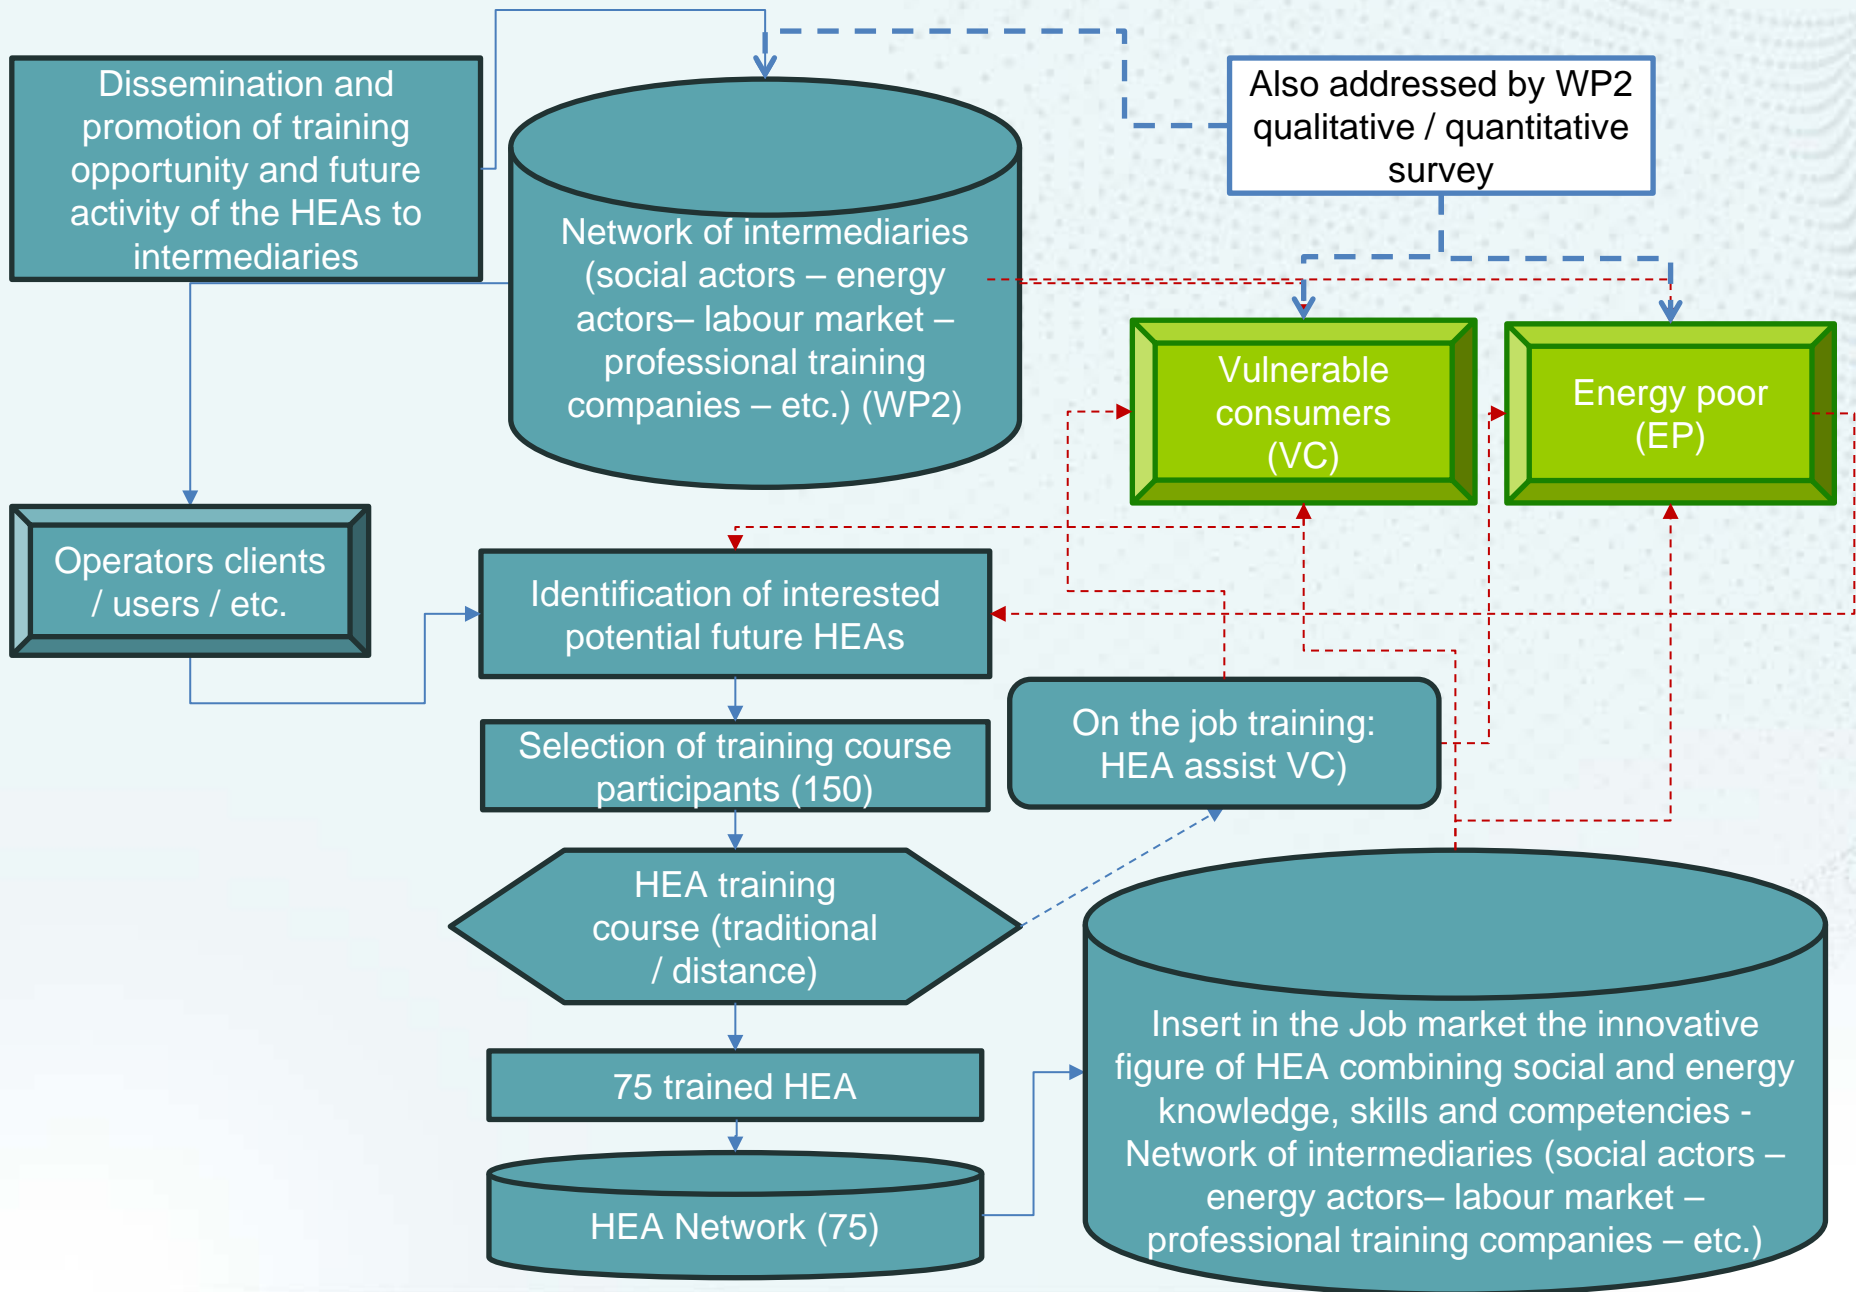 Dissemination and
promotion of training
opportunity and future
activity of the HEAs to
intermediaries
Also addressed by WP2
qualitative / quantitative
survey
Network of intermediaries
(social actors – energy
actors– labour market –
professional training
companies – etc.) (WP2)
Vulnerable
consumers
(VC)
Energy poor
(EP)
Operators clients
/ users / etc.
Identification of interested
potential future HEAs
Selection of training course
participants (150)
On the job training:
HEA assist VC)
HEA training
course (traditional
/ distance)
75 trained HEA
HEA Network (75)
Insert in the Job market the innovative
figure of HEA combining social and energy
knowledge, skills and competencies -
Network of intermediaries (social actors –
energy actors– labour market –
professional training companies – etc.)